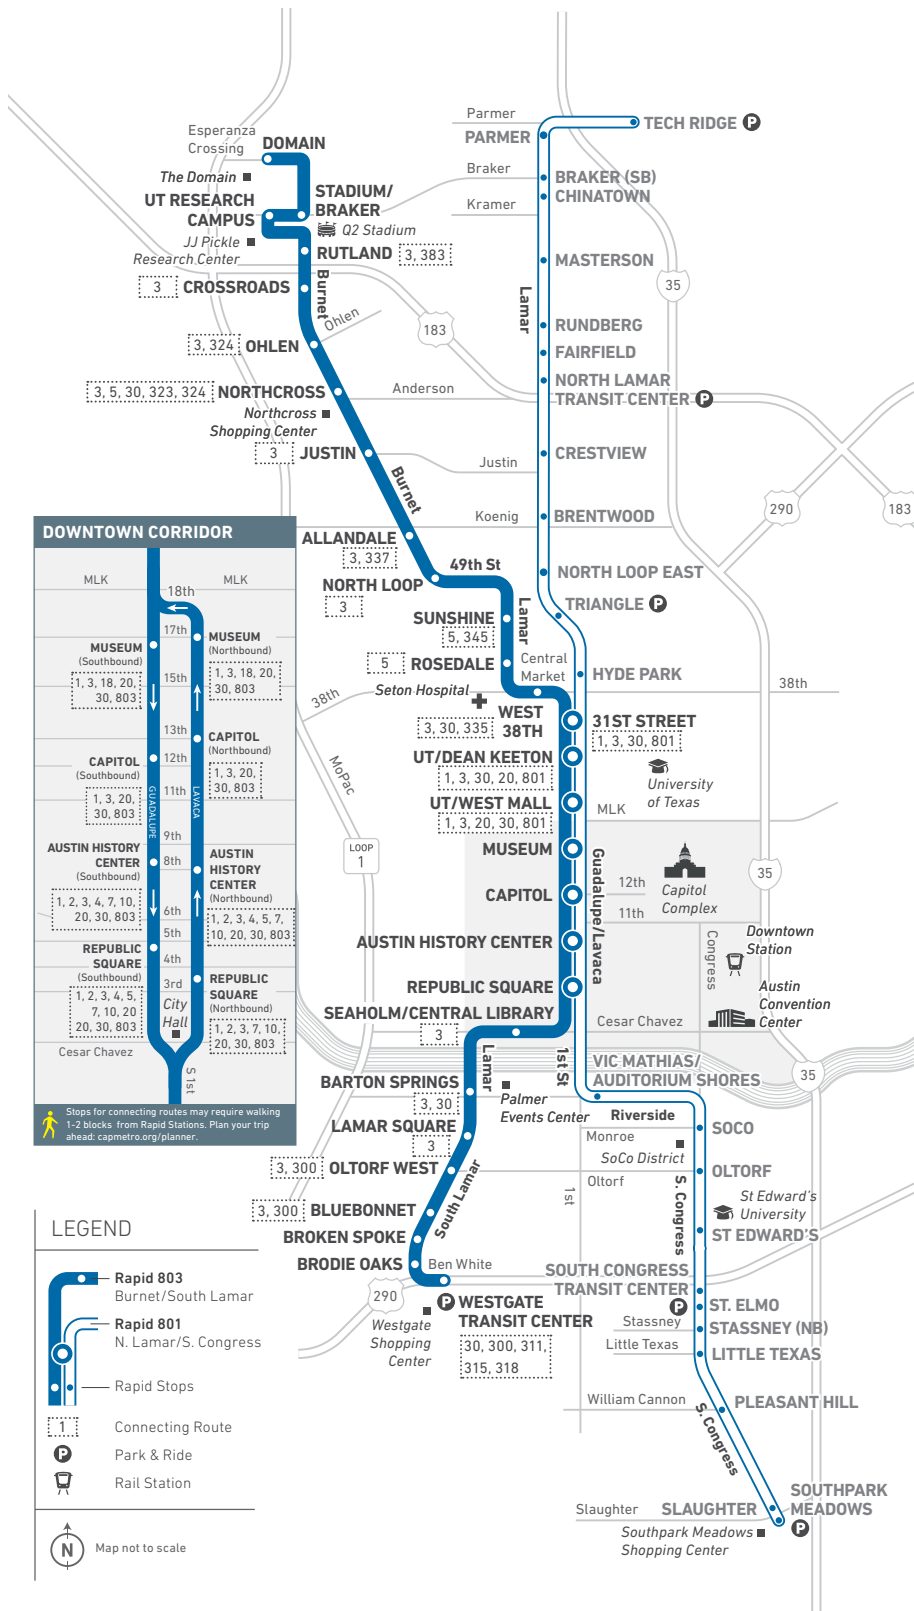 Parmer
TECH RIDGE P
PARMER
Esperanza
Crossing
DOMAIN
The Domain
Braker
BRAKER (SB)
CHINATOWN
Kramer
UT RESEARCH
CAMPUS
STADIUM/
BRAKER
Q2 Stadium
JJ Pickle
Research Center
RUTLAND
3, 383
Burnet
MASTERSON
3
CROSSROADS
35
Lamar
Ohlen
183
RUNDBERG
3, 324
OHLEN
FAIRFIELD
3, 5, 30, 323, 324
NORTHCROSS
Anderson
NORTH LAMAR
TRANSIT CENTER P
Northcross
Shopping Center
3
JUSTIN
Justin
CRESTVIEW
Burnet
290
183
Koenig
BRENTWOOD
ALLANDALE
3, 337
49th St
NORTH LOOP
3
NORTH LOOP EAST
TRIANGLE P
Lamar
SUNSHINE
5, 345
5
ROSEDALE
Central
Market
HYDE PARK
38th
Seton Hospital
38th
WEST
38TH
3, 30, 335
31ST STREET
1, 3, 30, 801
MoPac
UT/DEAN KEETON
1, 3, 30, 20, 801
University
of Texas
UT/WEST MALL
1, 3, 20, 30, 801
MLK
LOOP
1
MUSEUM
Guadalupe/Lavaca
35
12th
Capitol
Complex
CAPITOL
11th
Congress
Downtown
Station
AUSTIN HISTORY CENTER
REPUBLIC SQUARE
Austin
Convention
Center
SEAHOLM/CENTRAL LIBRARY
3
Cesar Chavez
Lamar
1st St
VIC MATHIAS/
AUDITORIUM SHORES
35
BARTON SPRINGS
3, 30
Palmer
Events Center
Riverside
LAMAR SQUARE
3
Monroe
SOCO
SoCo District
3, 300
OLTORF WEST
Oltorf
OLTORF
1st
South Lamar
S. Congress
St Edward's
University
3, 300
BLUEBONNET
ST EDWARD'S
BROKEN SPOKE
BRODIE OAKS
Ben White
SOUTH CONGRESS
TRANSIT CENTER
P
290
P WESTGATE
TRANSIT CENTER
30, 300, 311,
315, 318
Westgate
Shopping
Center
ST. ELMO
Stassney
STASSNEY (NB)
Little Texas
LITTLE TEXAS
William Cannon
PLEASANT HILL
S. Congress
Slaughter
SLAUGHTER
SOUTHPARK
MEADOWS
P
Southpark Meadows
Shopping Center
DOWNTOWN CORRIDOR
MLK
MLK
18th
17th
MUSEUM
(Southbound)
1, 3, 18, 20,
30, 803
MUSEUM
(Northbound)
1, 3, 18, 20,
30, 803
15th
13th
CAPITOL
(Southbound)
1, 3, 20,
30, 803
12th
CAPITOL
(Northbound)
1, 3, 20,
30, 803
11th
GUADALUPE
LAVACA
9th
AUSTIN HISTORY
CENTER
(Southbound)
1, 2, 3, 4, 7, 10,
20, 30, 803
8th
AUSTIN
HISTORY
CENTER
(Northbound)
1, 2, 3, 4, 5, 7,
10, 20, 30, 803
6th
5th
REPUBLIC
SQUARE
(Southbound)
1, 2, 3, 4, 5,
7, 10, 20
20, 30, 803
4th
3rd
REPUBLIC
SQUARE
(Northbound)
1, 2, 3, 7, 10,
20, 30, 803
City
Hall
Cesar Chavez
S 1st
Stops for connecting routes may require walking
1-2 blocks from Rapid Stations. Plan your trip
ahead: capmetro.org/planner.
LEGEND
Rapid 803
Burnet/South Lamar
Rapid 801
N. Lamar/S. Congress
Rapid Stops
1
Connecting Route
P
Park & Ride
Rail Station
N
Map not to scale